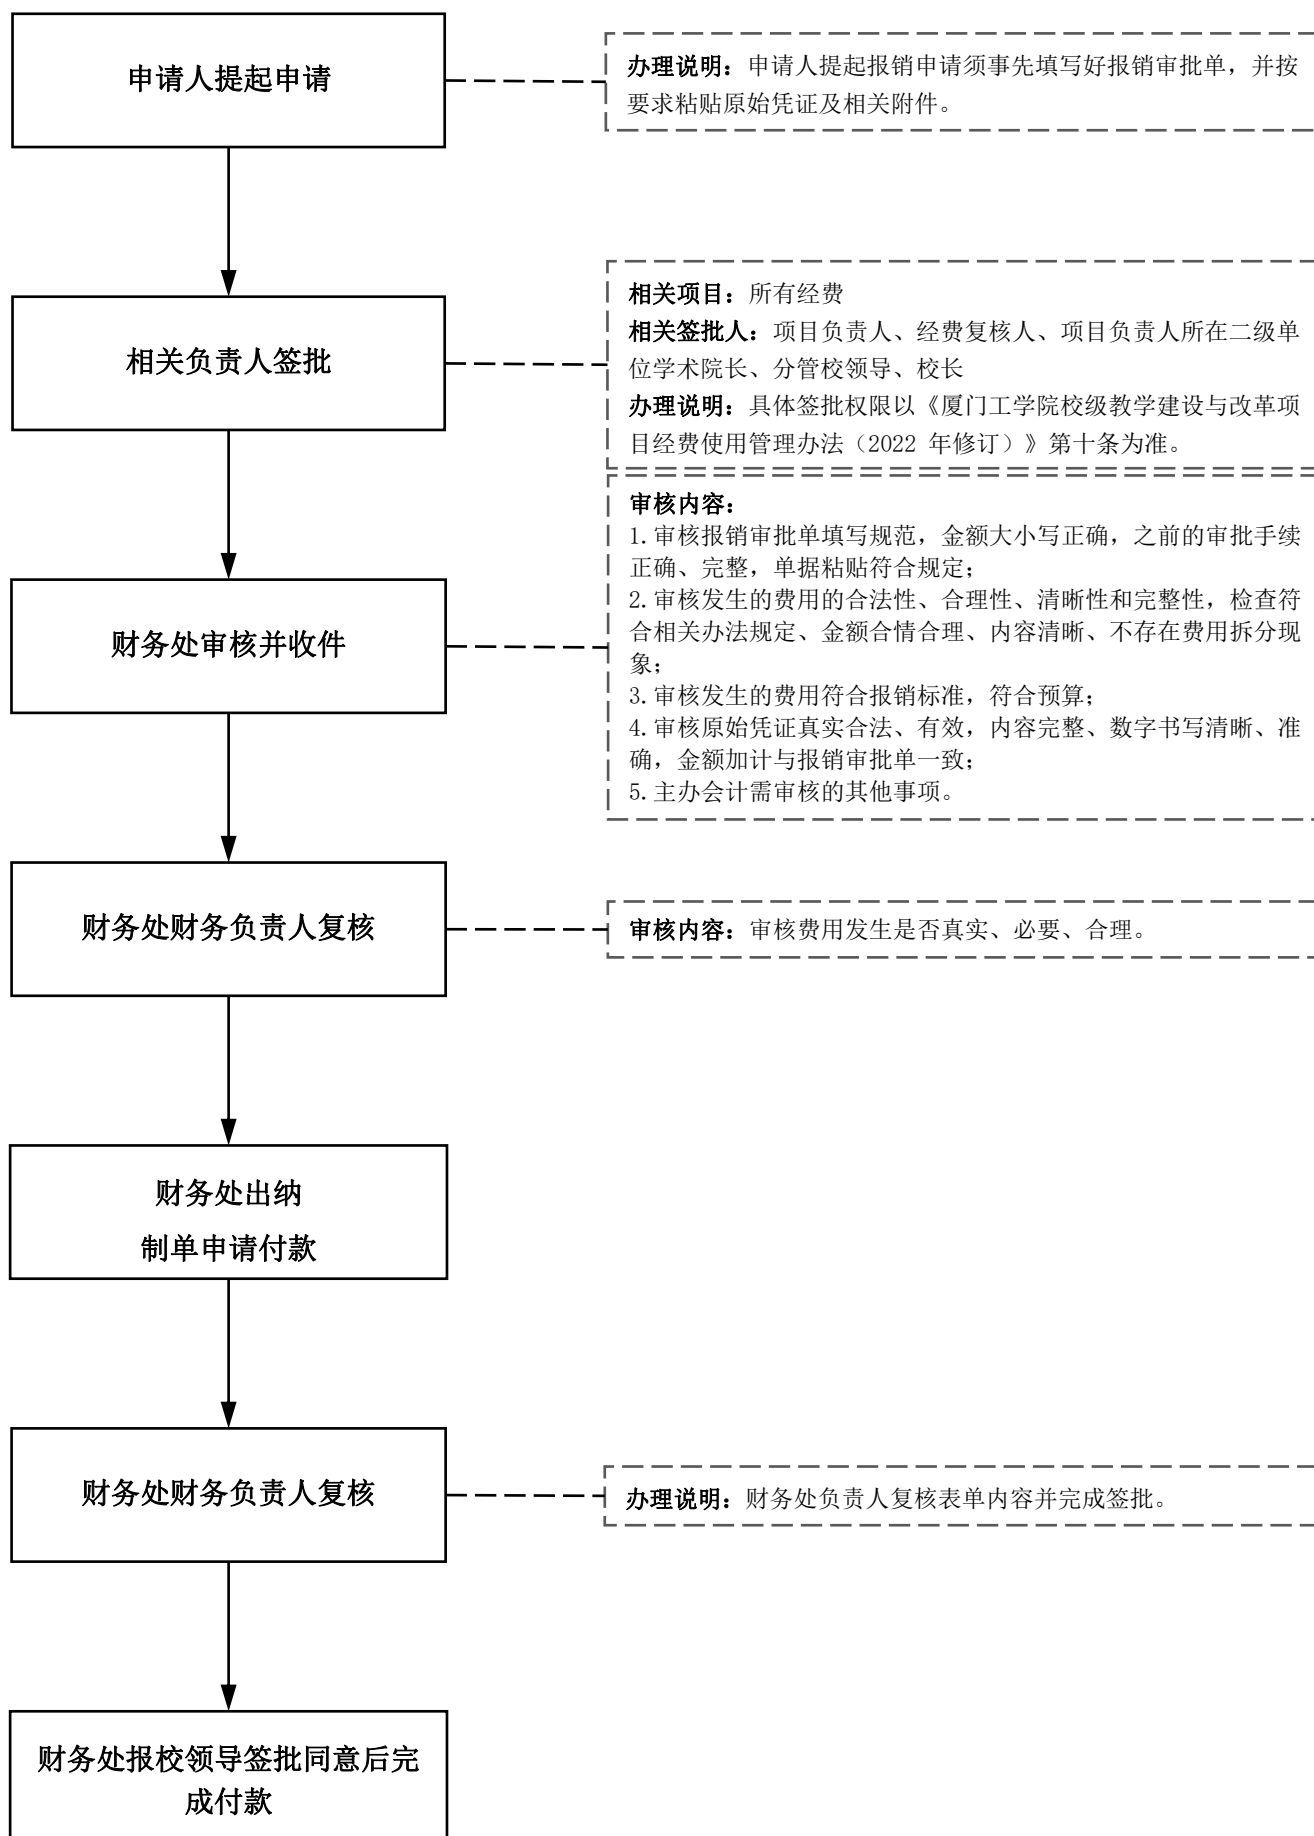 申请人提起申请
办理说明：申请人提起报销申请须事先填写好报销审批单，并按
要求粘贴原始凭证及相关附件。
相关负责人签批
相关项目：所有经费
相关签批人：项目负责人、经费复核人、项目负责人所在二级单
位学术院长、分管校领导、校长
办理说明：具体签批权限以《厦门工学院校级教学建设与改革项
目经费使用管理办法（2022 年修订）》第十条为准。
财务处审核并收件
审核内容：
1.审核报销审批单填写规范，金额大小写正确，之前的审批手续
正确、完整，单据粘贴符合规定；
2.审核发生的费用的合法性、合理性、清晰性和完整性，检查符
合相关办法规定、金额合情合理、内容清晰、不存在费用拆分现
象；
3.审核发生的费用符合报销标准，符合预算；
4.审核原始凭证真实合法、有效，内容完整、数字书写清晰、准
确，金额加计与报销审批单一致；
5.主办会计需审核的其他事项。
财务处财务负责人复核
审核内容：审核费用发生是否真实、必要、合理。
财务处出纳
制单申请付款
财务处财务负责人复核
办理说明：财务处负责人复核表单内容并完成签批。
财务处报校领导签批同意后完
成付款